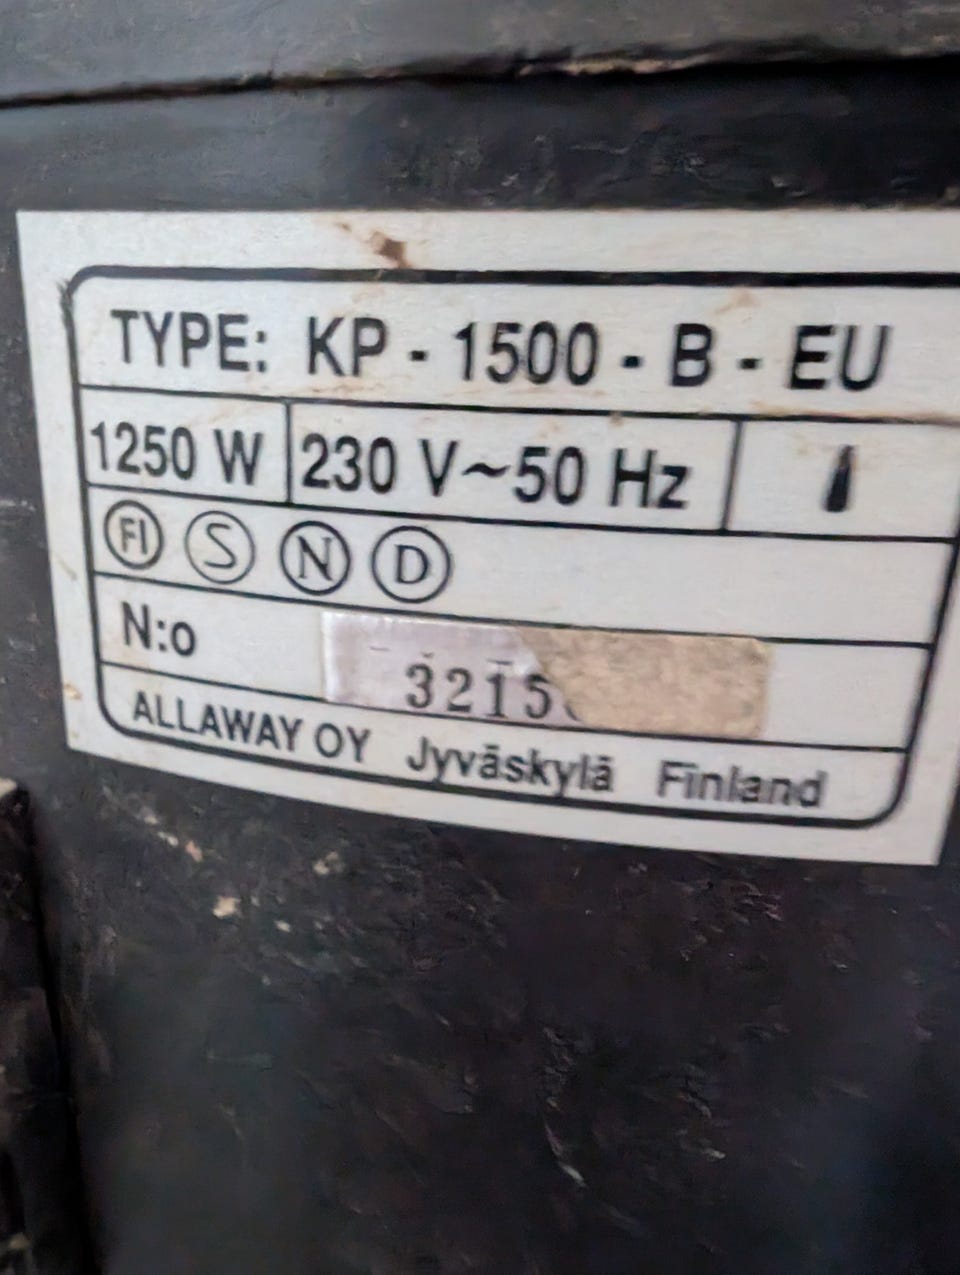 TYPE: KP - 1500 - B - EU
1250 W 230 V~50 Hz
FI S N D
N:o 3215
ALLAWAY OY Jyväskylä Finland